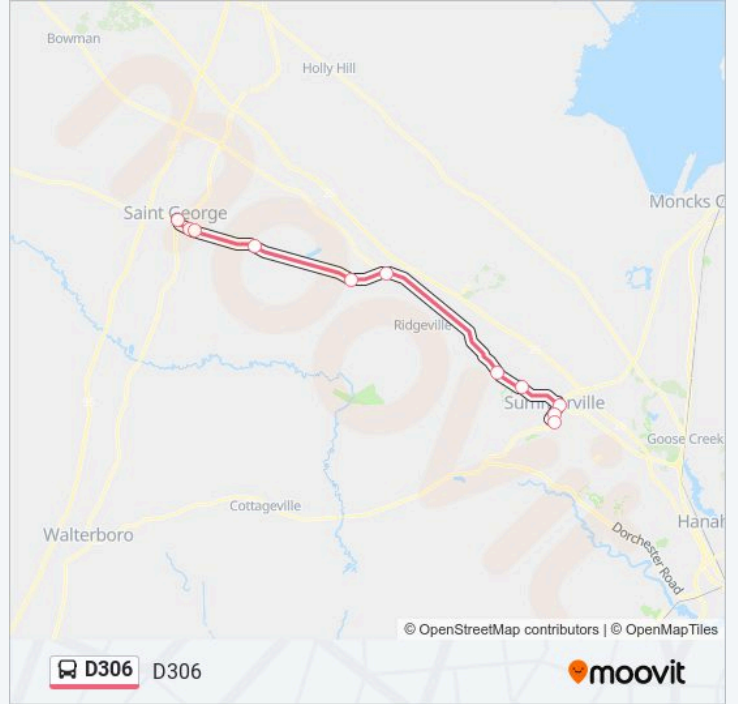 Bowman
Holly Hill
Saint George
Moncks C
Ridgeville
Summerville
Goose Creek
Cottageville
Hanah
Walterboro
Dorchester Road
© OpenStreetMap contributors | © OpenMapTiles
D306 D306
moovit